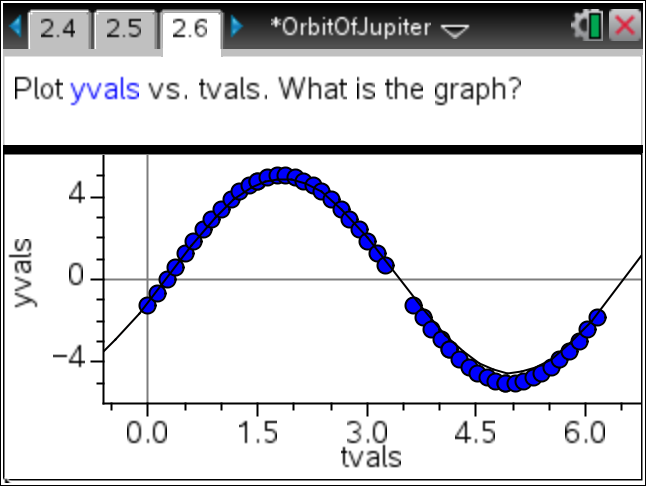 2.4 2.5 2.6 *OrbitOfJupiter
Plot yvals vs. tvals. What is the graph?
4
0
−4
yvals
0.0 1.5 3.0 4.5 6.0
tvals